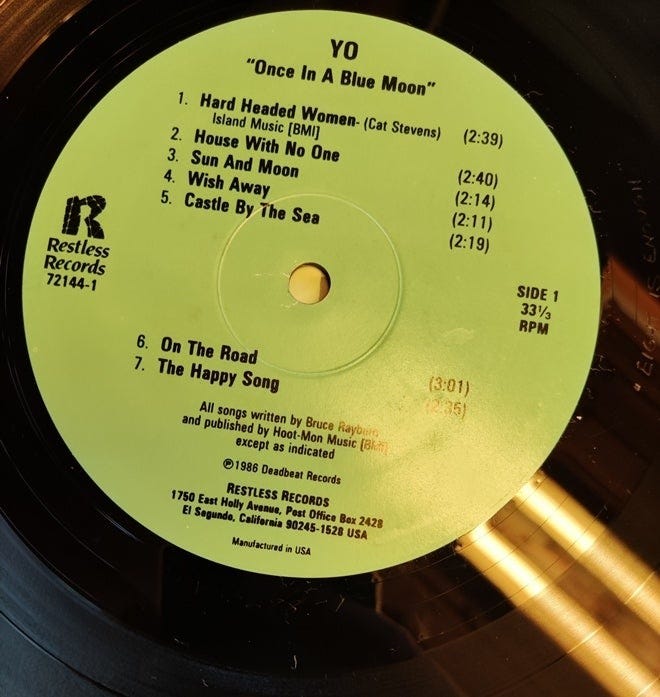 YO
"Once In A Blue Moon"
1. Hard Headed Women- (Cat Stevens) (2:39)
Island Music [BMI]
2. House With No One (2:40)
3. Sun And Moon (2:14)
4. Wish Away (2:11)
5. Castle By The Sea (2:19)
R
Restless
Records
72144-1
SIDE 1
33⅓
RPM
6. On The Road (3:01)
7. The Happy Song (2:35)
All songs written by Bruce
and published by Hoot-Mon Music [BMI]
except as indicated
℗1986 Deadbeat Records
RESTLESS RECORDS
1750 East Holly Avenue, Post Office Box 2428
El Segundo, California 90245-1528 USA
Manufactured in USA
IS ENOUGH